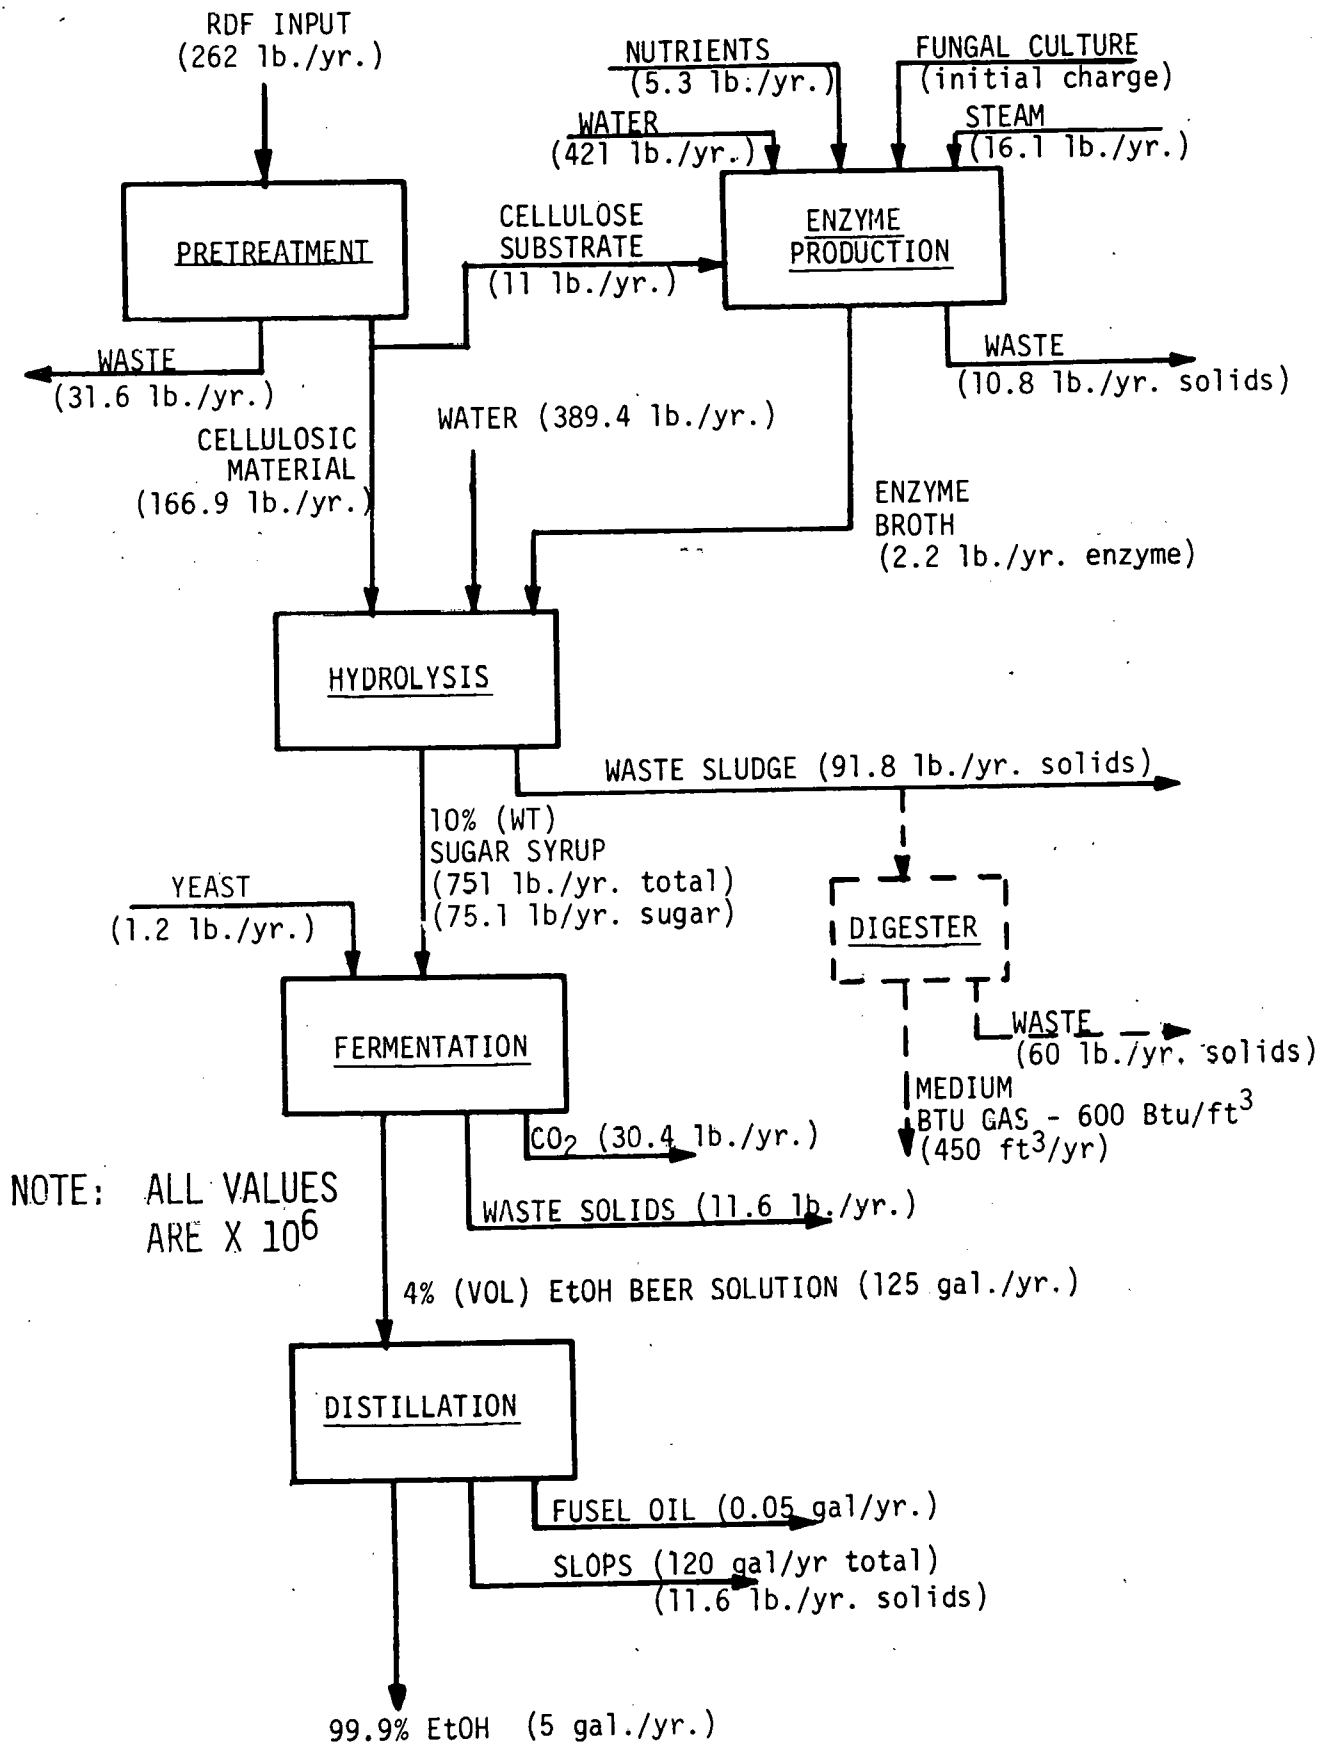 RDF INPUT
(262 lb./yr.)
NUTRIENTS
(5.3 lb./yr.)
FUNGAL CULTURE
(initial charge)
WATER
(421 lb./yr.)
STEAM
(16.1 lb./yr.)
PRETREATMENT
CELLULOSE
SUBSTRATE
(11 lb./yr.)
ENZYME
PRODUCTION
WASTE
(31.6 lb./yr.)
WASTE
(10.8 lb./yr. solids)
WATER (389.4 lb./yr.)
CELLULOSIC
MATERIAL
(166.9 lb./yr.)
ENZYME
BROTH
(2.2 lb./yr. enzyme)
HYDROLYSIS
WASTE SLUDGE (91.8 lb./yr. solids)
10% (WT)
SUGAR SYRUP
(751 lb./yr. total)
(75.1 lb/yr. sugar)
YEAST
(1.2 lb./yr.)
DIGESTER
FERMENTATION
WASTE
(60 lb./yr. solids)
MEDIUM
BTU GAS - 600 Btu/ft³
(450 ft³/yr)
CO₂ (30.4 lb./yr.)
NOTE: ALL VALUES
ARE X 10⁶
WASTE SOLIDS (11.6 lb./yr.)
4% (VOL) EtOH BEER SOLUTION (125 gal./yr.)
DISTILLATION
FUSEL OIL (0.05 gal/yr.)
SLOPS (120 gal/yr total)
(11.6 lb./yr. solids)
99.9% EtOH (5 gal./yr.)